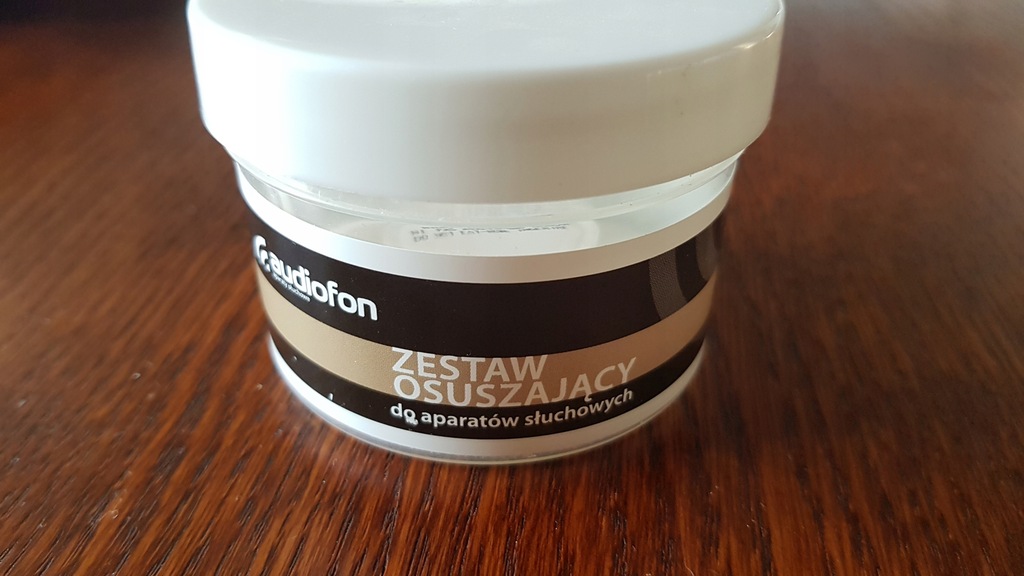 audiofon
ZESTAW
OSUSZAJĄCY
do aparatów słuchowych